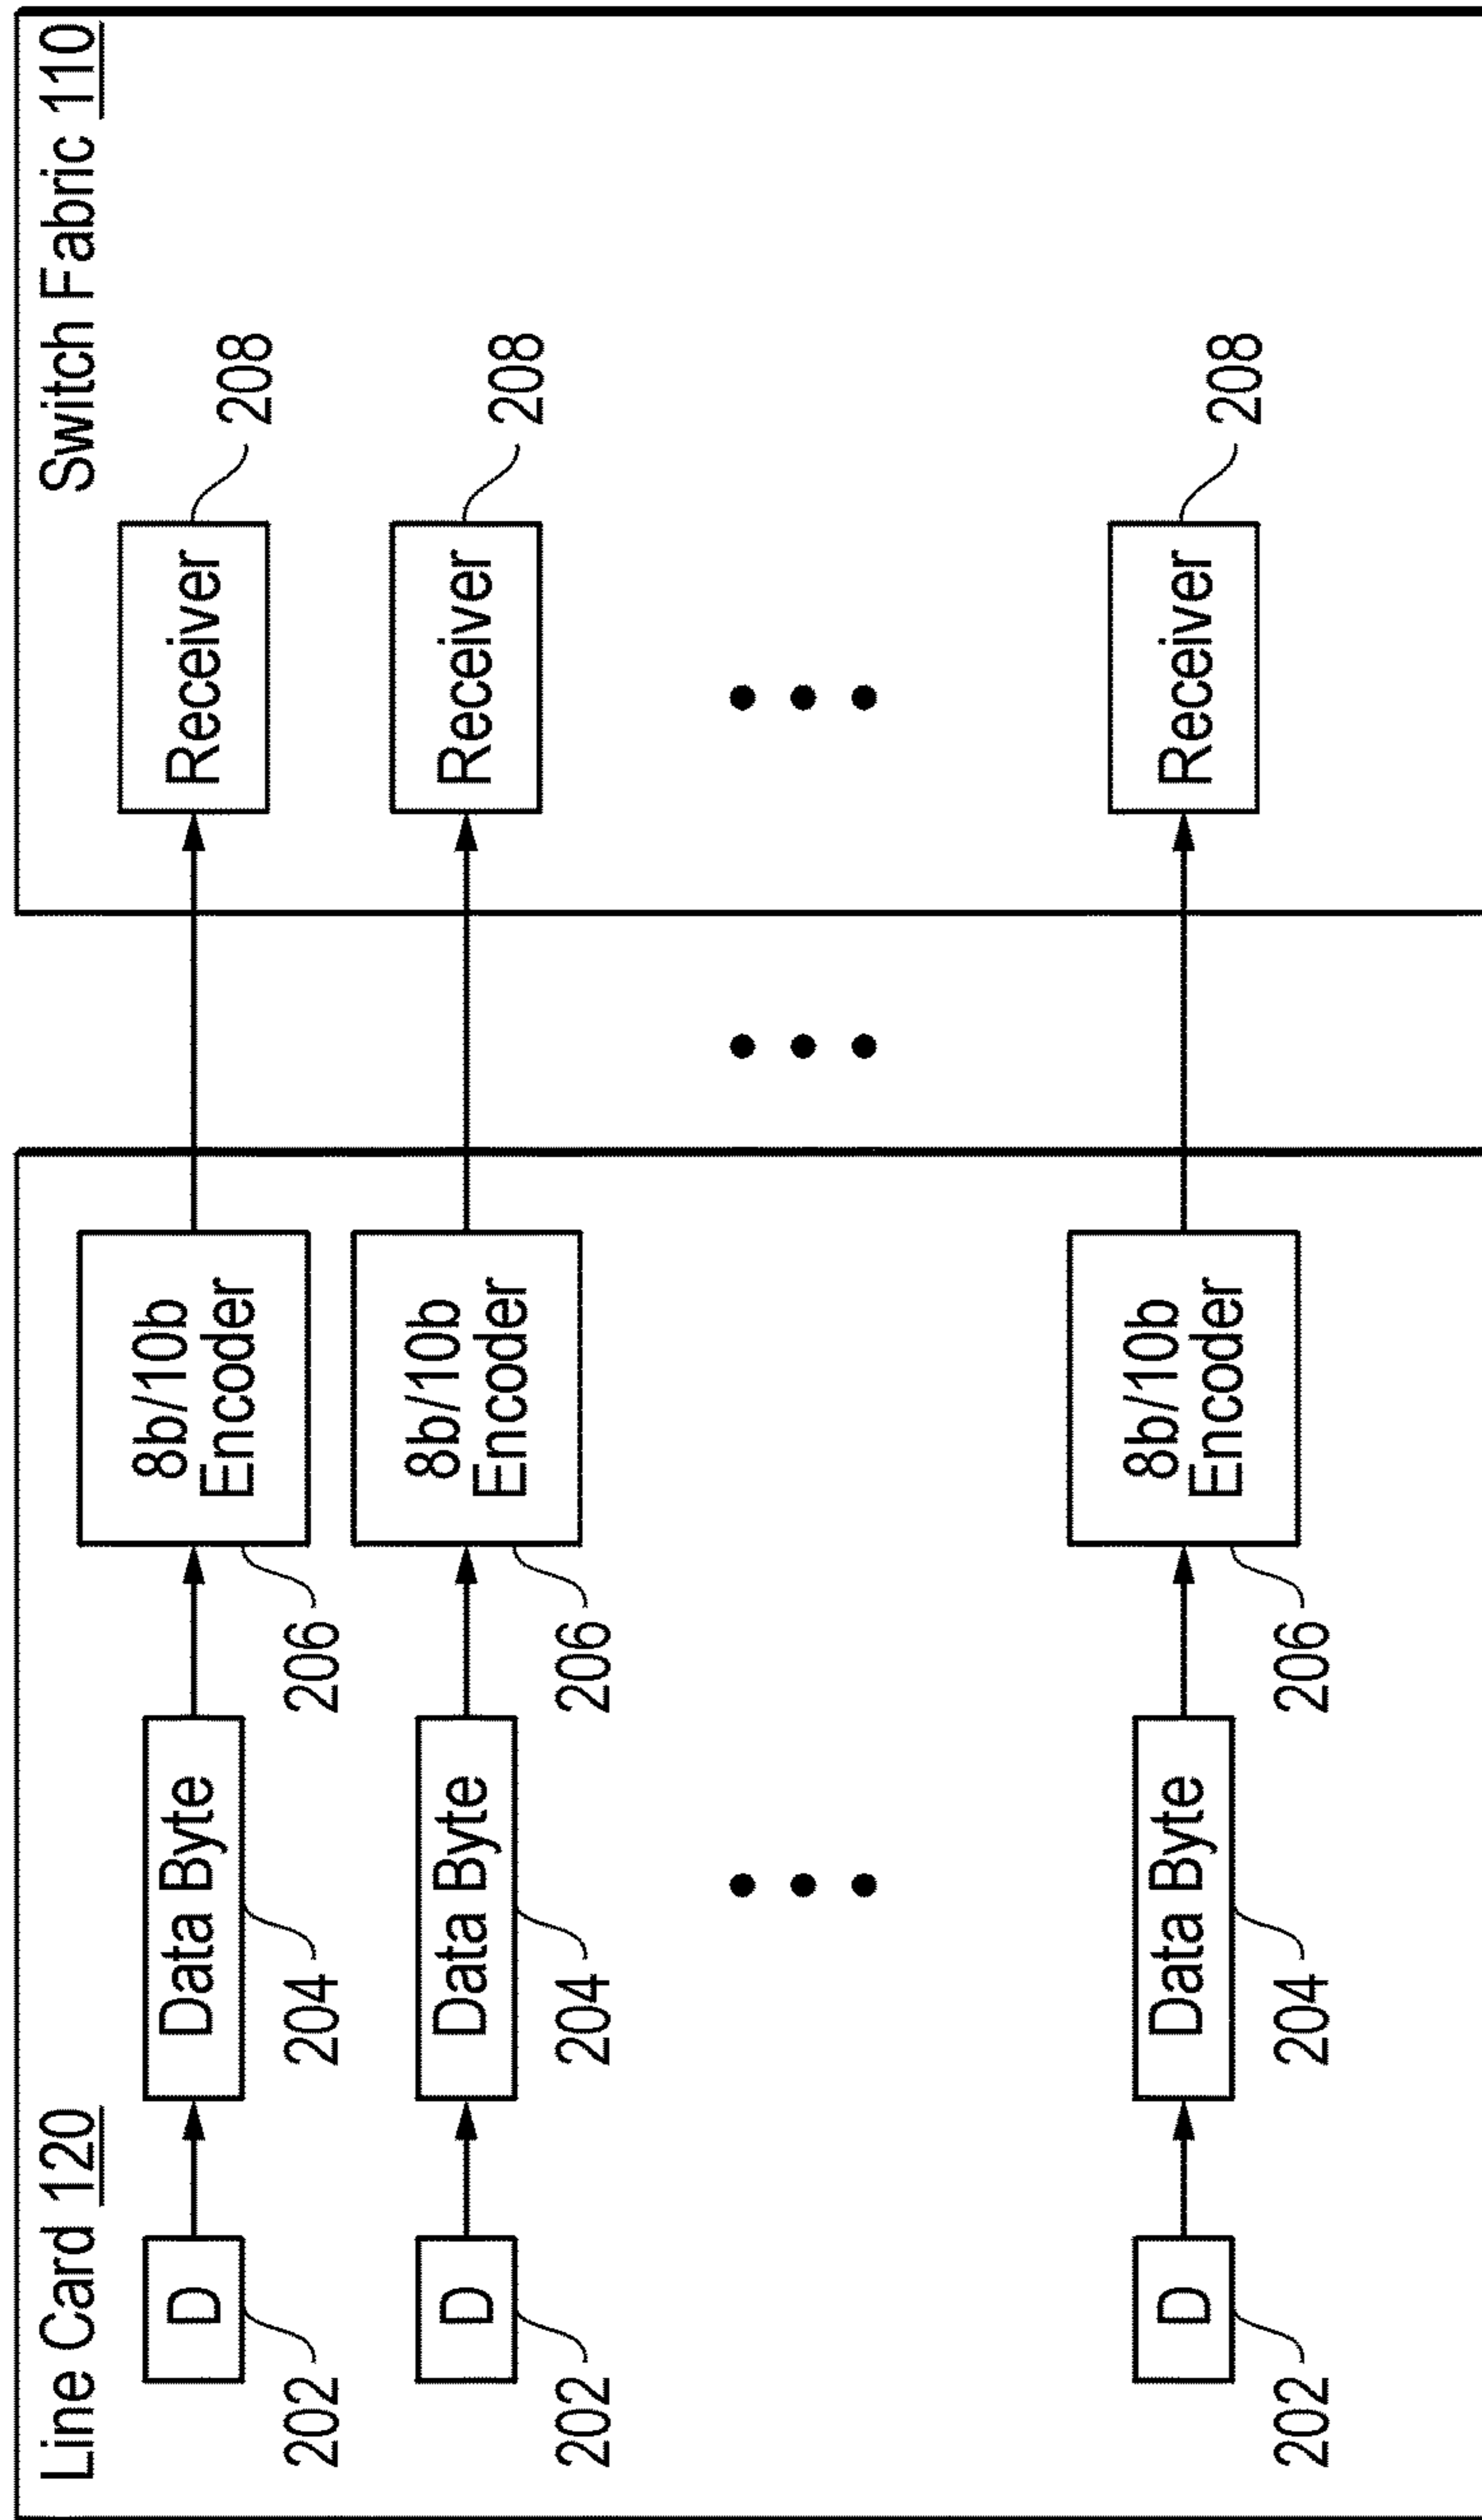 Line Card 120
Switch Fabric 110
D
202
Data Byte
204
8b/10b
Encoder
206
Receiver
208
D
202
Data Byte
204
8b/10b
Encoder
206
Receiver
208
D
202
Data Byte
204
8b/10b
Encoder
206
Receiver
208